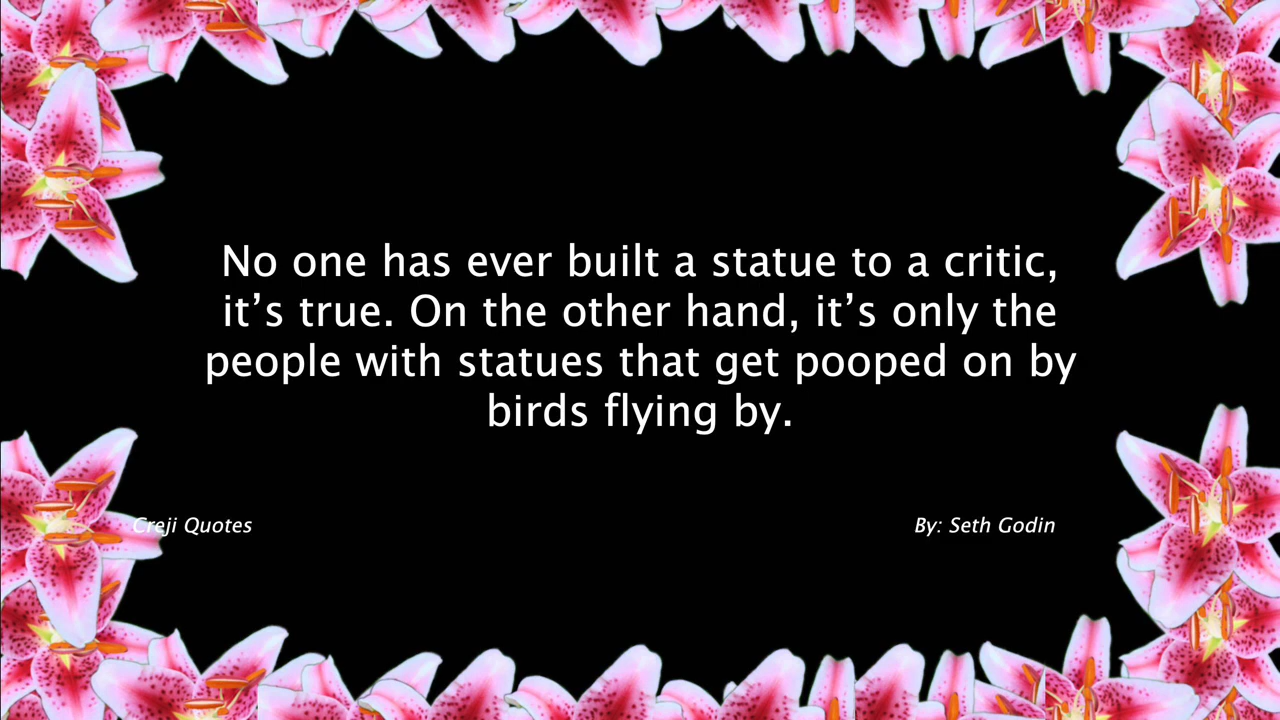 No one has ever built a statue to a critic,
it’s true. On the other hand, it’s only the
people with statues that get pooped on by
birds flying by.
Creji Quotes
By: Seth Godin